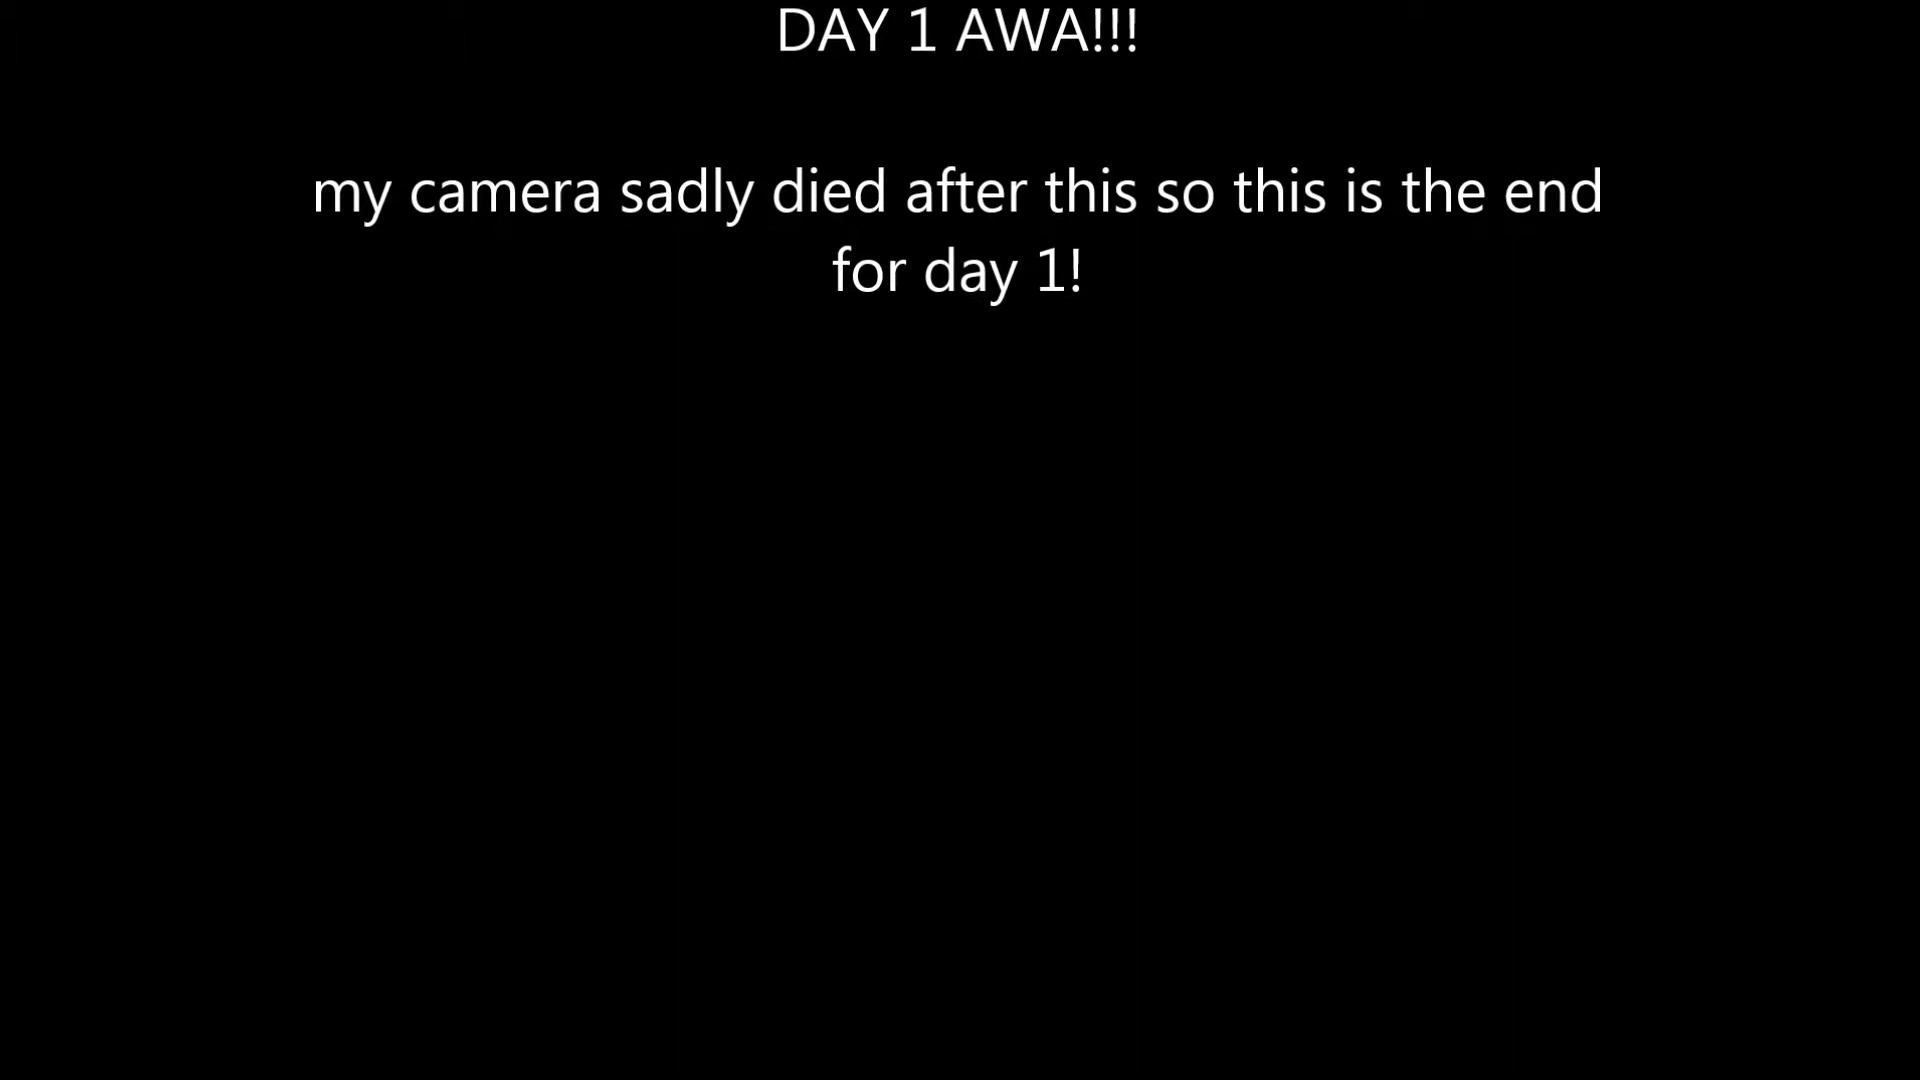 DAY 1 AWA!!!
my camera sadly died after this so this is the end
for day 1!